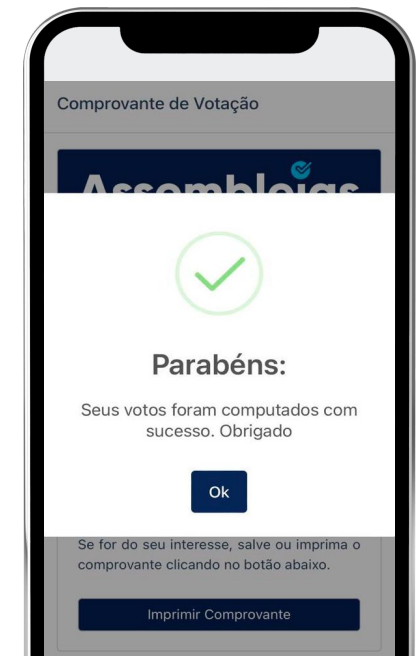 Comprovante de Votação
Assembleias
Parabéns:
Seus votos foram computados com
sucesso. Obrigado
Ok
Se for do seu interesse, salve ou imprima o
comprovante clicando no botão abaixo.
Imprimir Comprovante